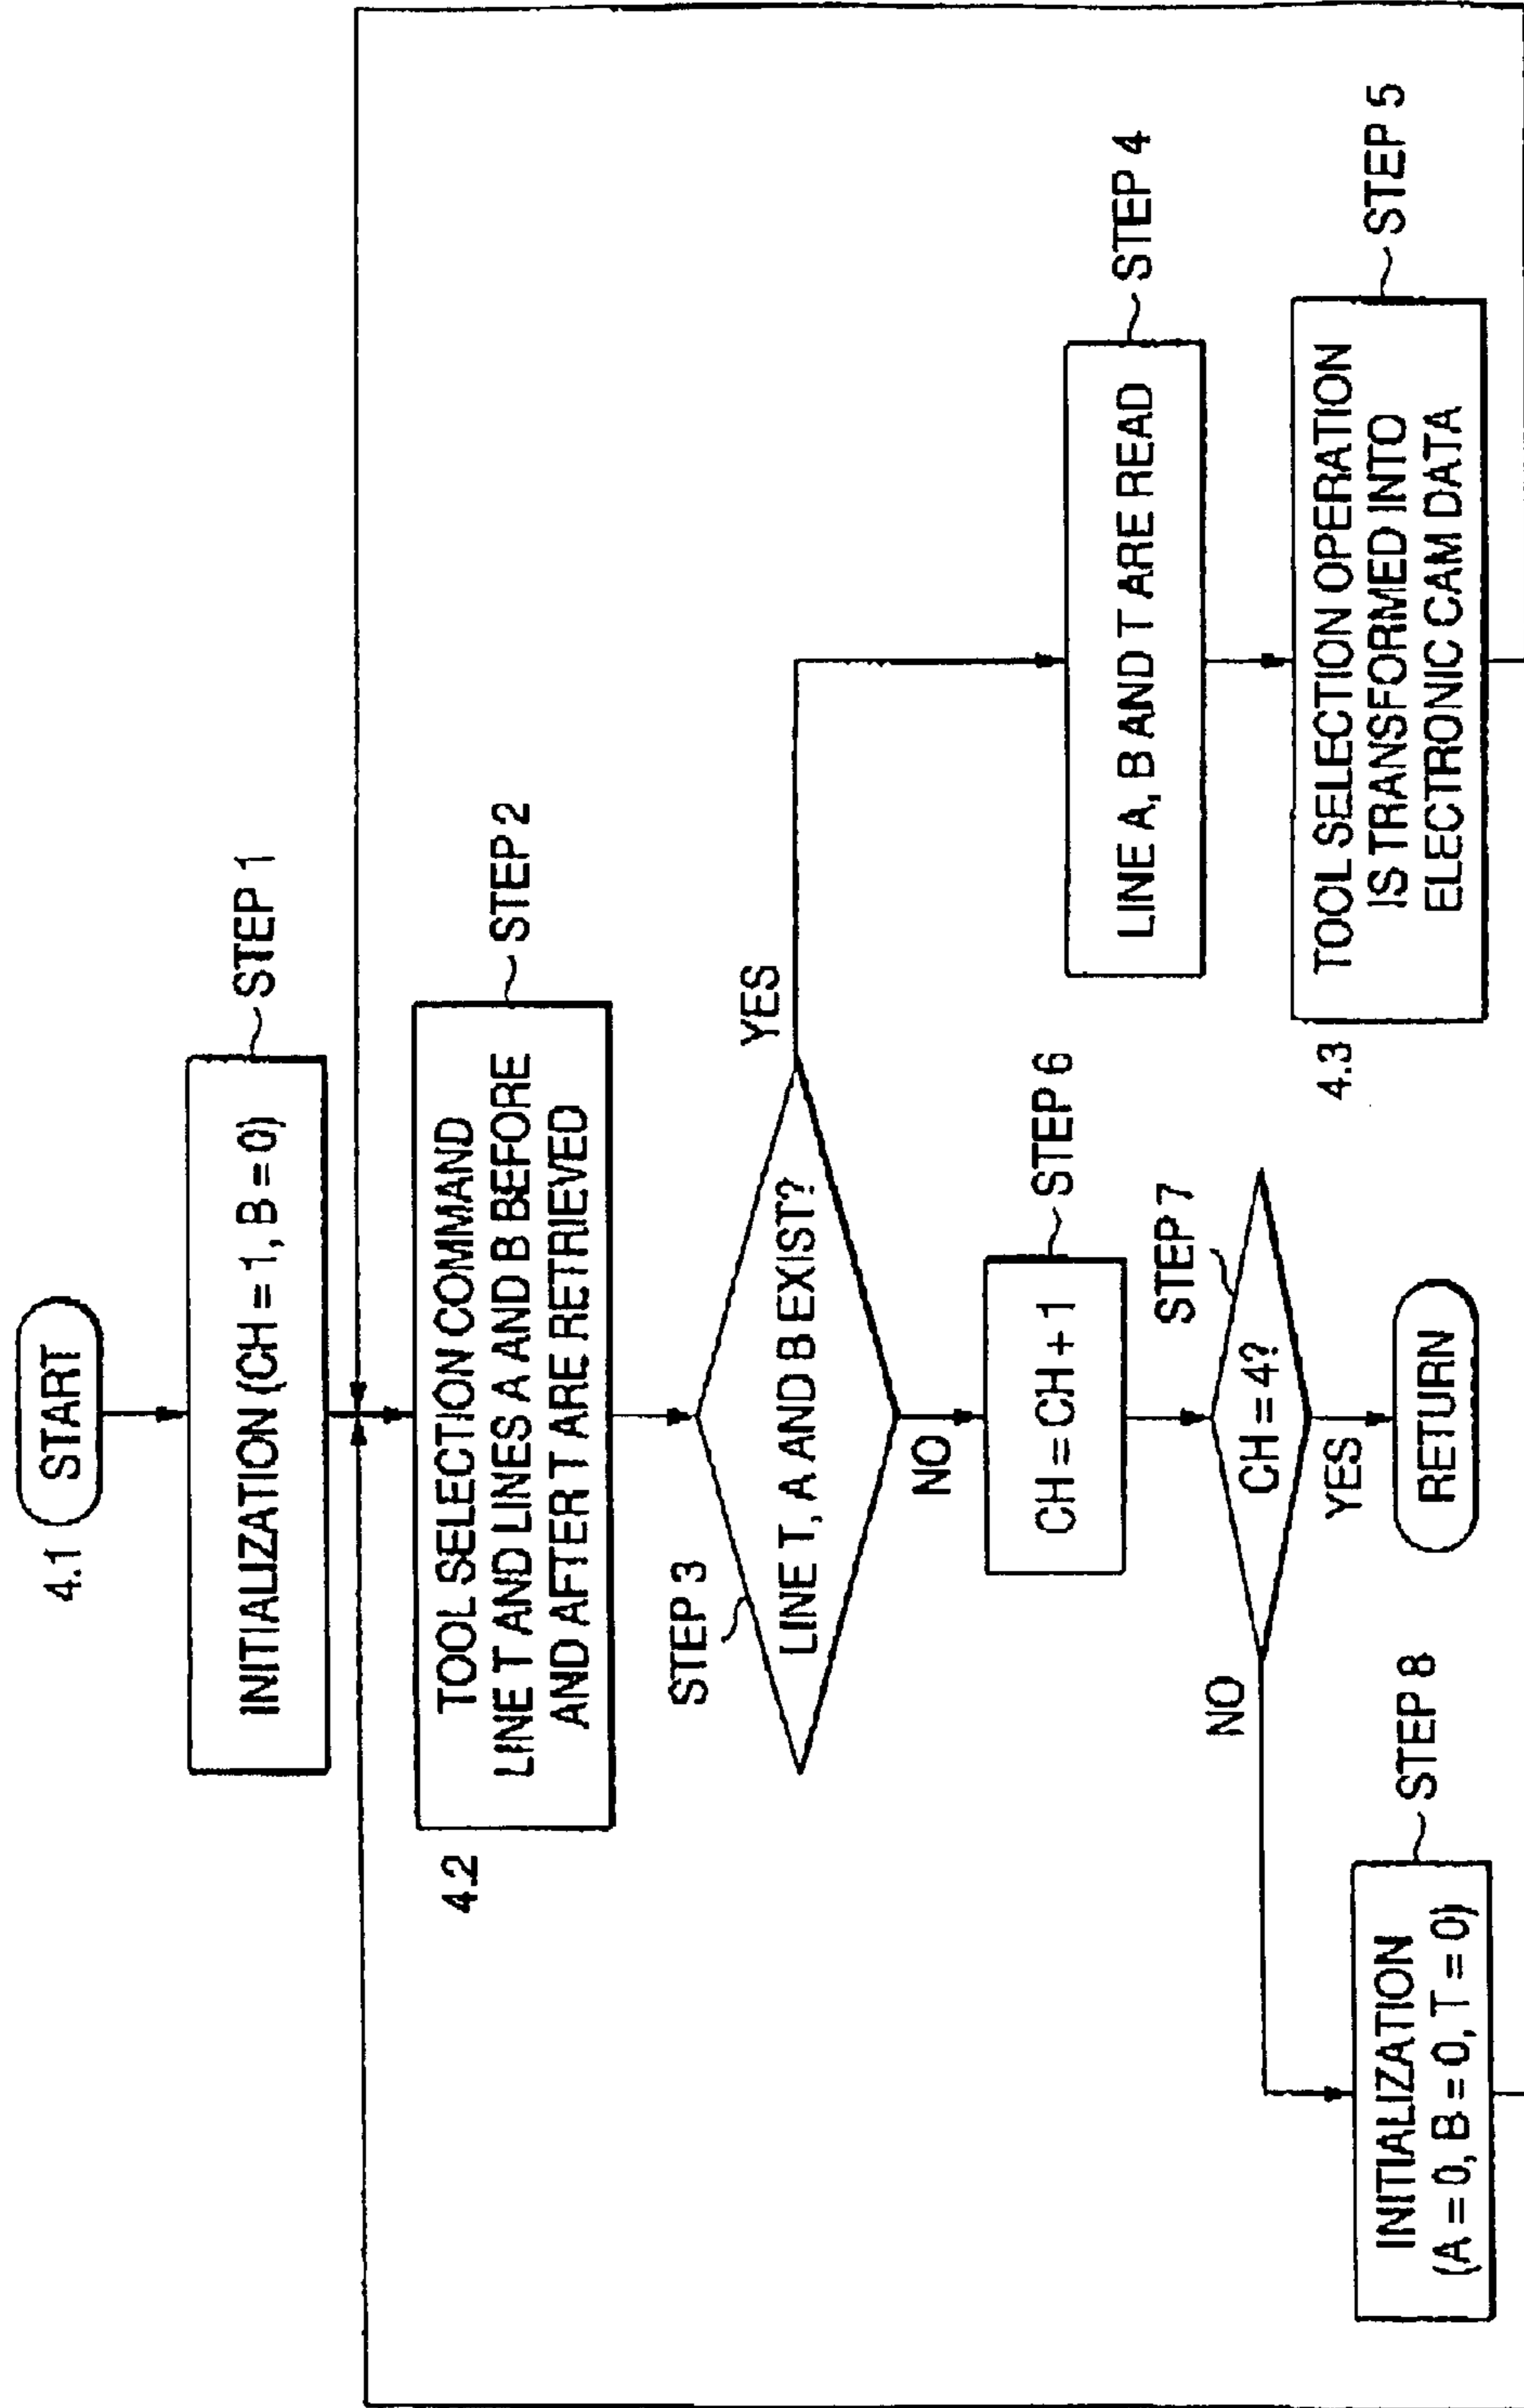 4.1
START
INITIALIZATION (CH = 1, B = 0)
STEP 1
4.2
TOOL SELECTION COMMAND
LINE T AND LINES A AND B BEFORE
AND AFTER T ARE RETRIEVED
STEP 2
STEP 3
LINE T, A AND B EXIST?
YES
NO
LINE A, B AND T ARE READ
STEP 4
CH = CH + 1
STEP 6
4.3
TOOL SELECTION OPERATION
IS TRANSFORMED INTO
ELECTRONIC CAM DATA
STEP 5
STEP 7
CH = 4?
NO
YES
INITIALIZATION
(A = 0, B = 0, T = 0)
STEP 8
RETURN